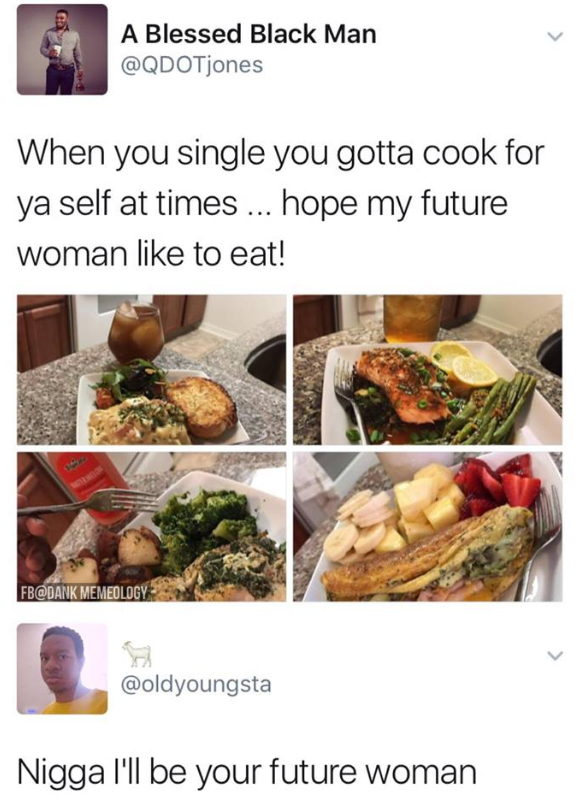 A Blessed Black Man
@QDOTjones
When you single you gotta cook for
ya self at times ... hope my future
woman like to eat!
FB@DANK MEMEOLOGY
@oldyoungsta
Nigga I'll be your future woman